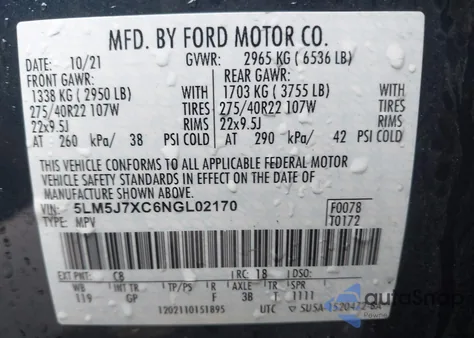 MFD. BY FORD MOTOR CO.
DATE: 10/21 GVWR: 2965 KG ( 6536 LB)
FRONT GAWR: REAR GAWR:
1338 KG ( 2950 LB) WITH 1703 KG ( 3755 LB) WITH
275/40R22 107W TIRES 275/40R22 107W TIRES
22x9.5J RIMS 22x9.5J RIMS
AT 260 kPa/ 38 PSI COLD AT 290 kPa/ 42 PSI COLD
THIS VEHICLE CONFORMS TO ALL APPLICABLE FEDERAL MOTOR
VEHICLE SAFETY STANDARDS IN EFFECT ON THE DATE OF
MANUFACTURE SHOWN ABOVE.
VIN: 5LM5J7XC6NGL02170 F0078
TYPE: MPV T0172
EXT PNT: C8 RC: 18 DSO:
WB INT TR TP/PS R AXLE TR SPR
119 GP F 3B T 1111
1202110151895 UTC SUSA-1520472-BA
autoSnap